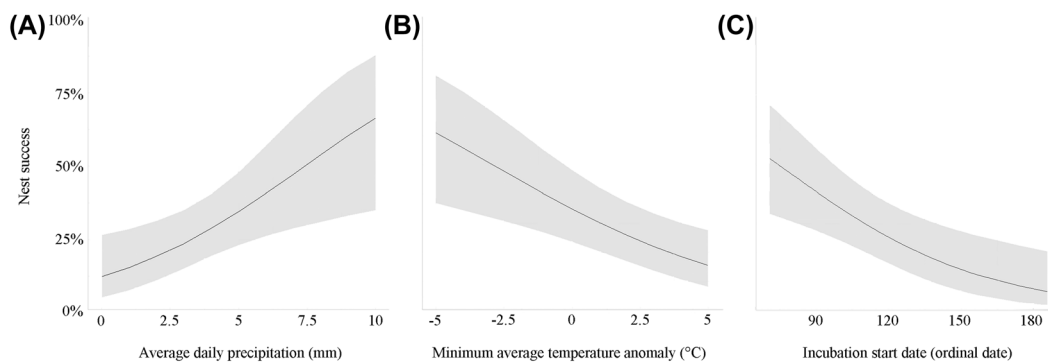 (A) (B) (C)
100%
75%
50%
25%
0%
Nest success
0 2.5 5 7.5 10
-5 -2.5 0 2.5 5
90 120 150 180
Average daily precipitation (mm)
Minimum average temperature anomaly (°C)
Incubation start date (ordinal date)